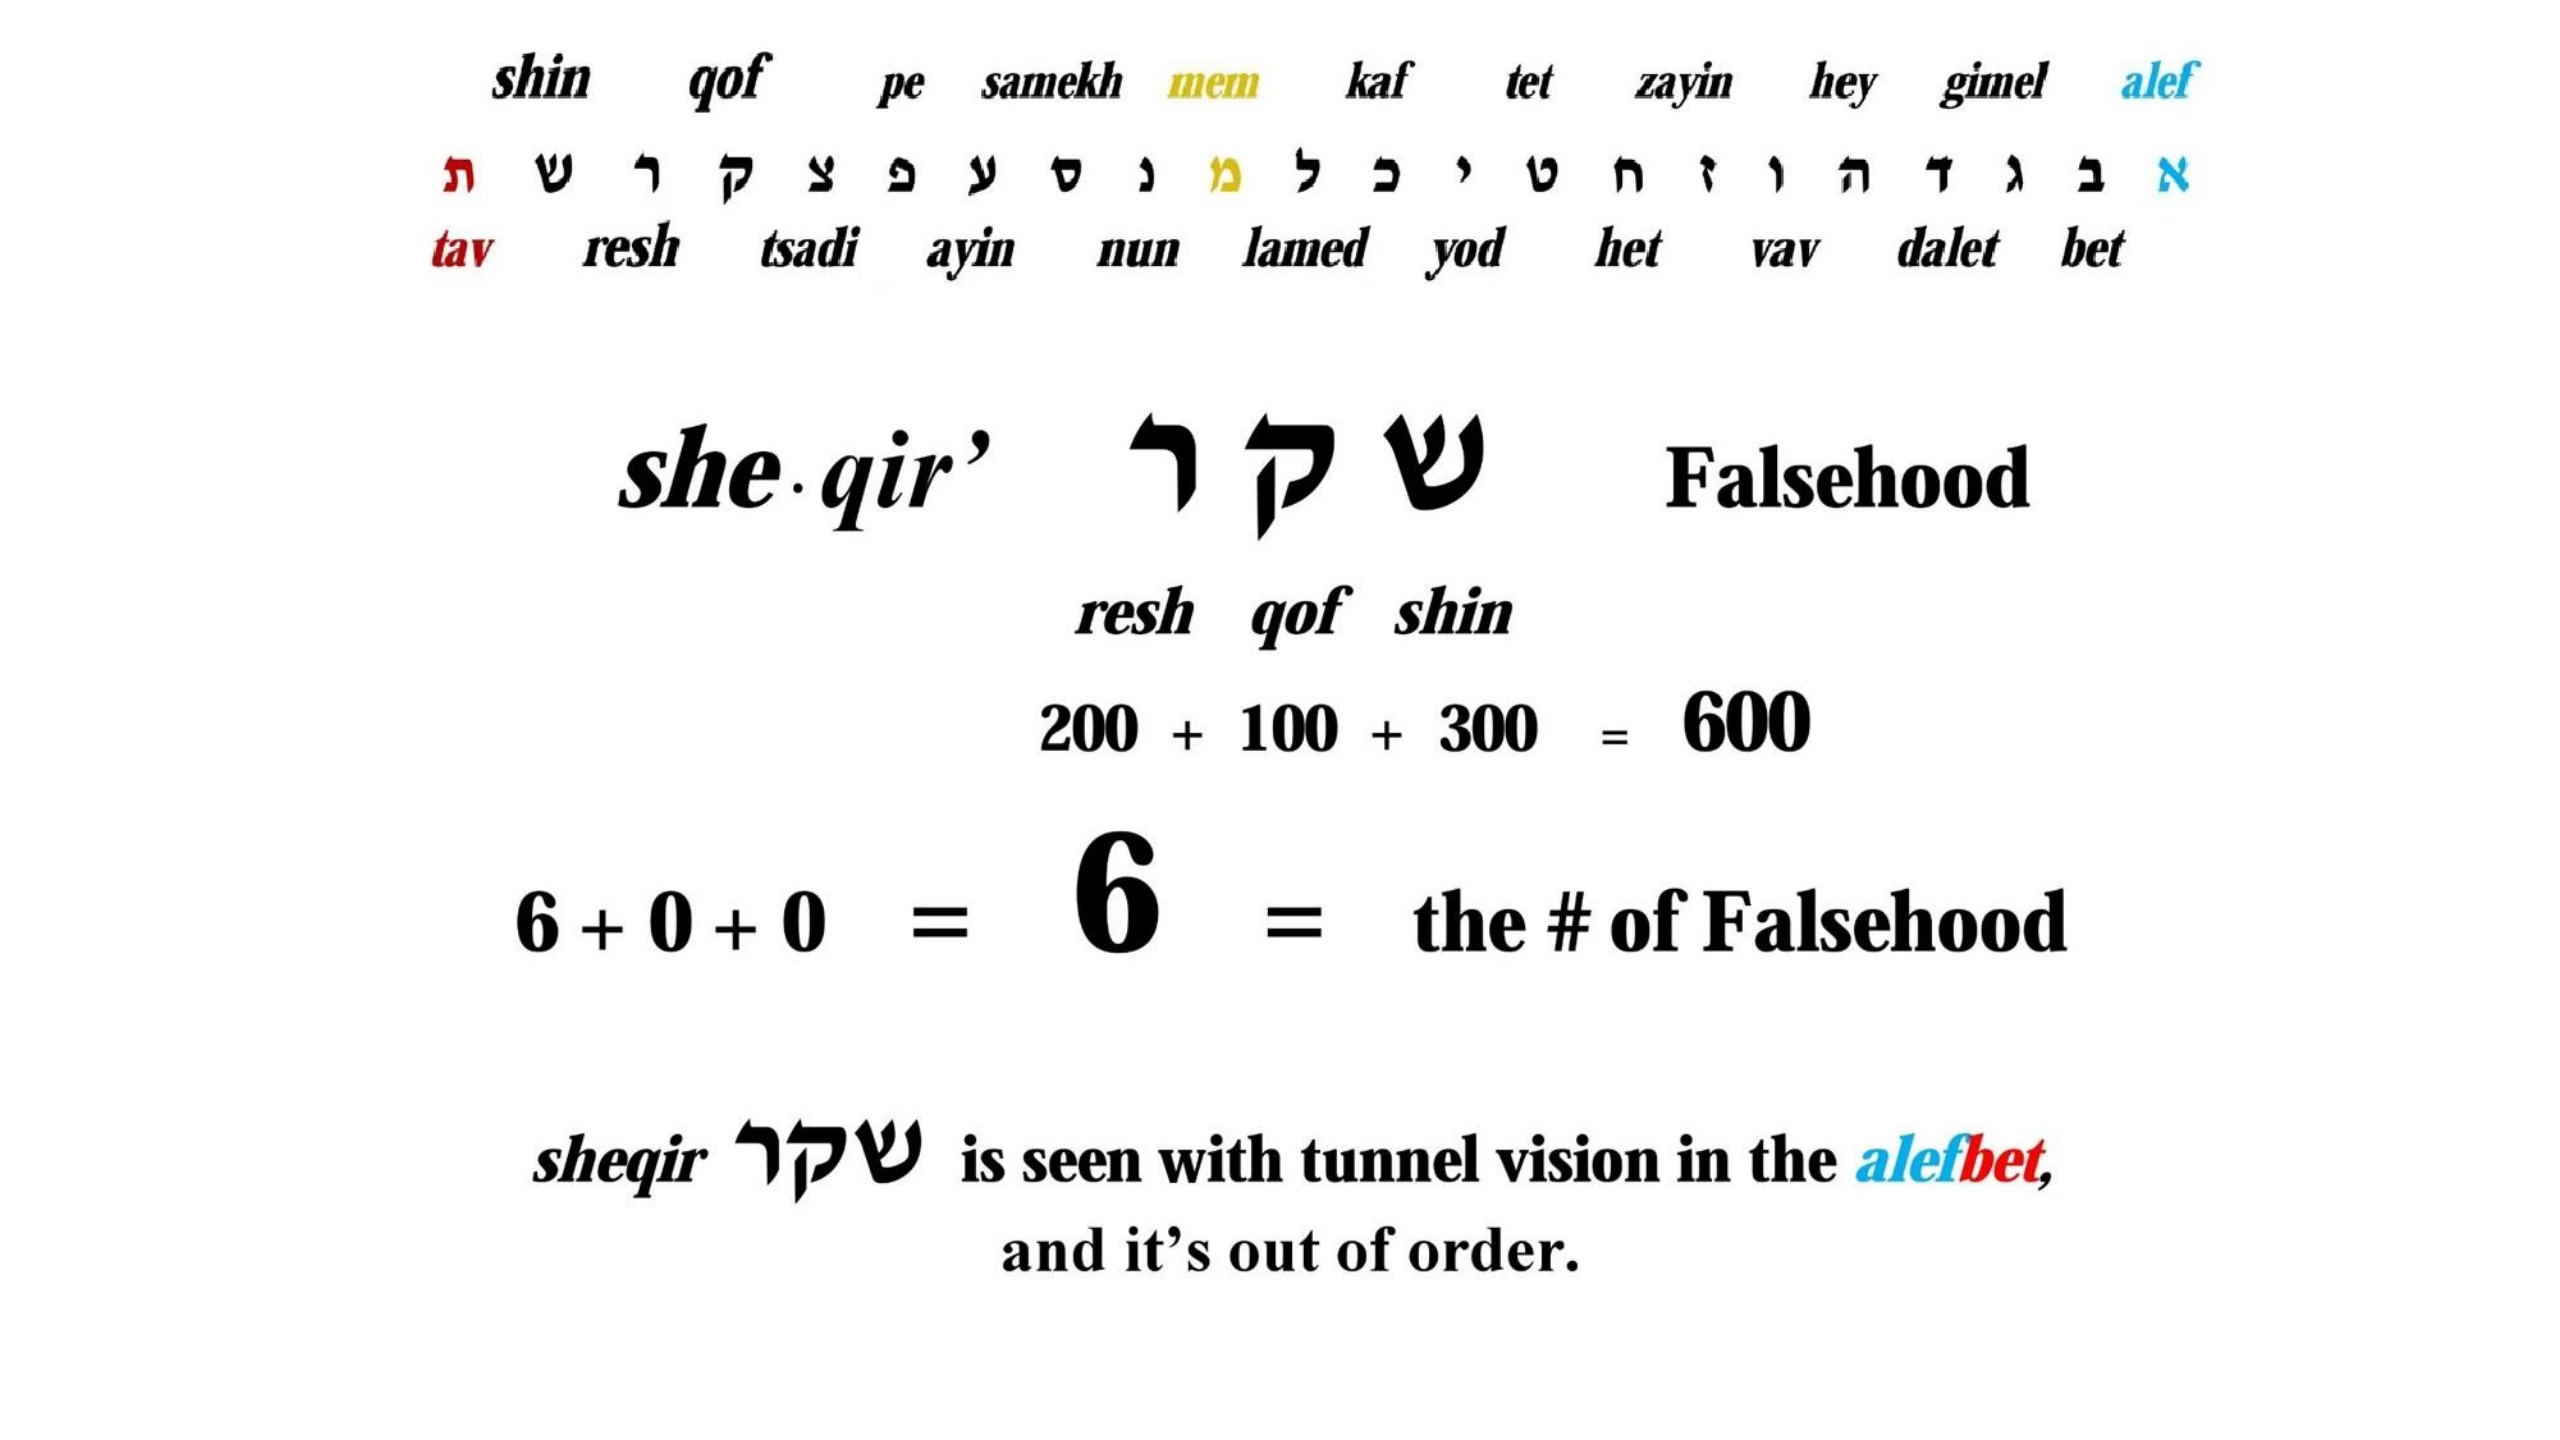 shin qof pe samekh mem kaf tet zayin hey gimel alef
א ב ג ד ה ו ז ח ט י כ ל מ נ ס ע פ צ ק ר ש ת
tav resh tsadi ayin nun lamed yod het vav dalet bet
she·qir’ ש ק ר Falsehood
resh qof shin
200 + 100 + 300 = 600
6 + 0 + 0 = 6 = the # of Falsehood
sheqir שקר is seen with tunnel vision in the alefbet,
and it’s out of order.